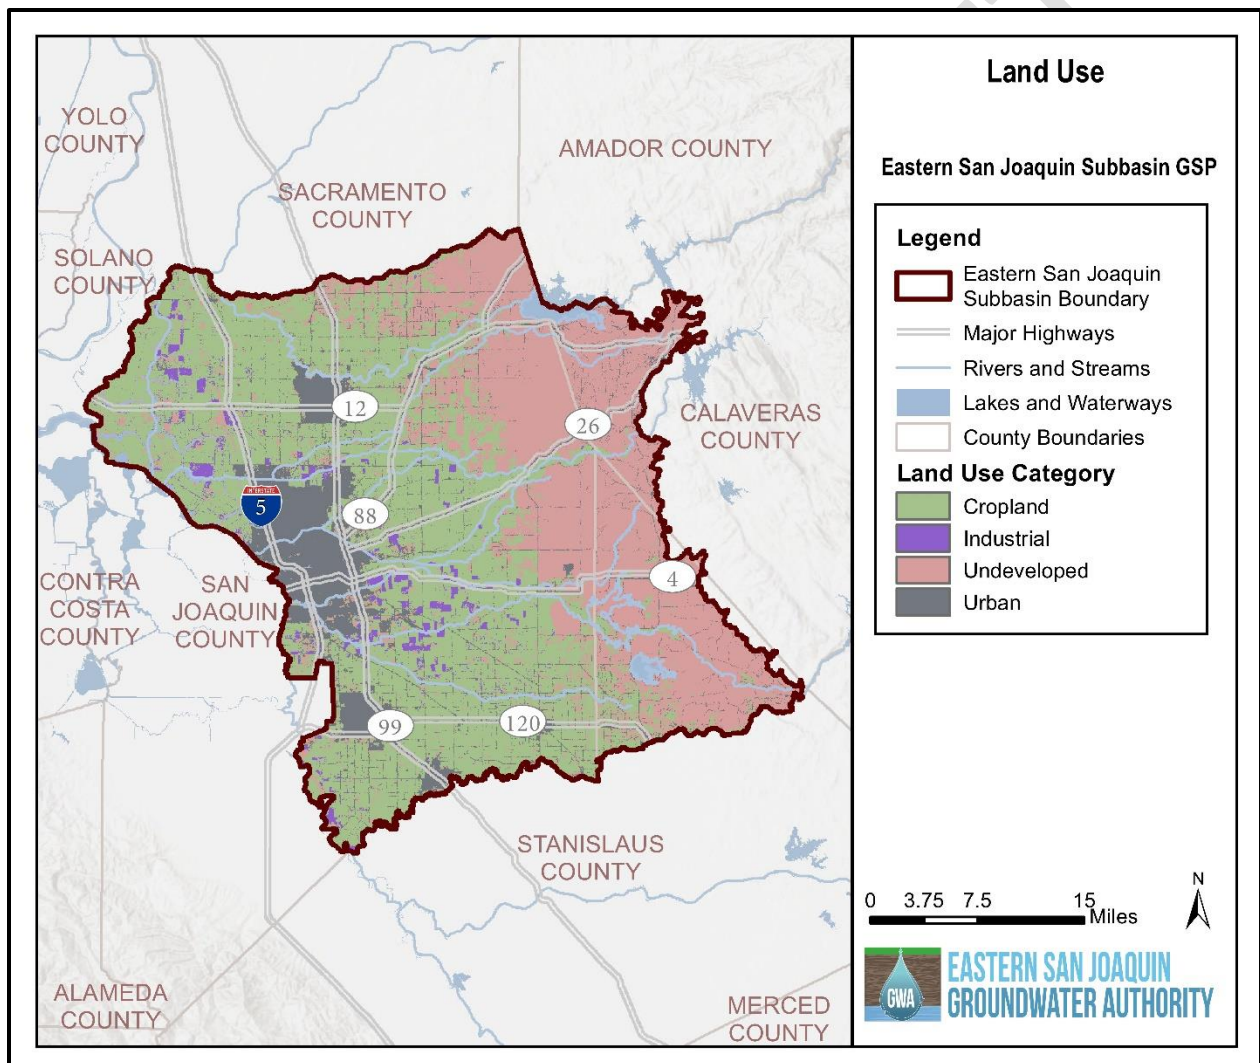 YOLO
COUNTY
AMADOR COUNTY
SACRAMENTO
COUNTY
SOLANO
COUNTY
12
26
CALAVERAS
COUNTY
INTERSTATE
5
88
CONTRA
COSTA
COUNTY
SAN
JOAQUIN
COUNTY
4
99
120
STANISLAUS
COUNTY
ALAMEDA
COUNTY
MERCED
COUNTY
Land Use
Eastern San Joaquin Subbasin GSP
Legend
Eastern San Joaquin
Subbasin Boundary
Major Highways
Rivers and Streams
Lakes and Waterways
County Boundaries
Land Use Category
Cropland
Industrial
Undeveloped
Urban
N
0 3.75 7.5 15
Miles
GWA
EASTERN SAN JOAQUIN
GROUNDWATER AUTHORITY